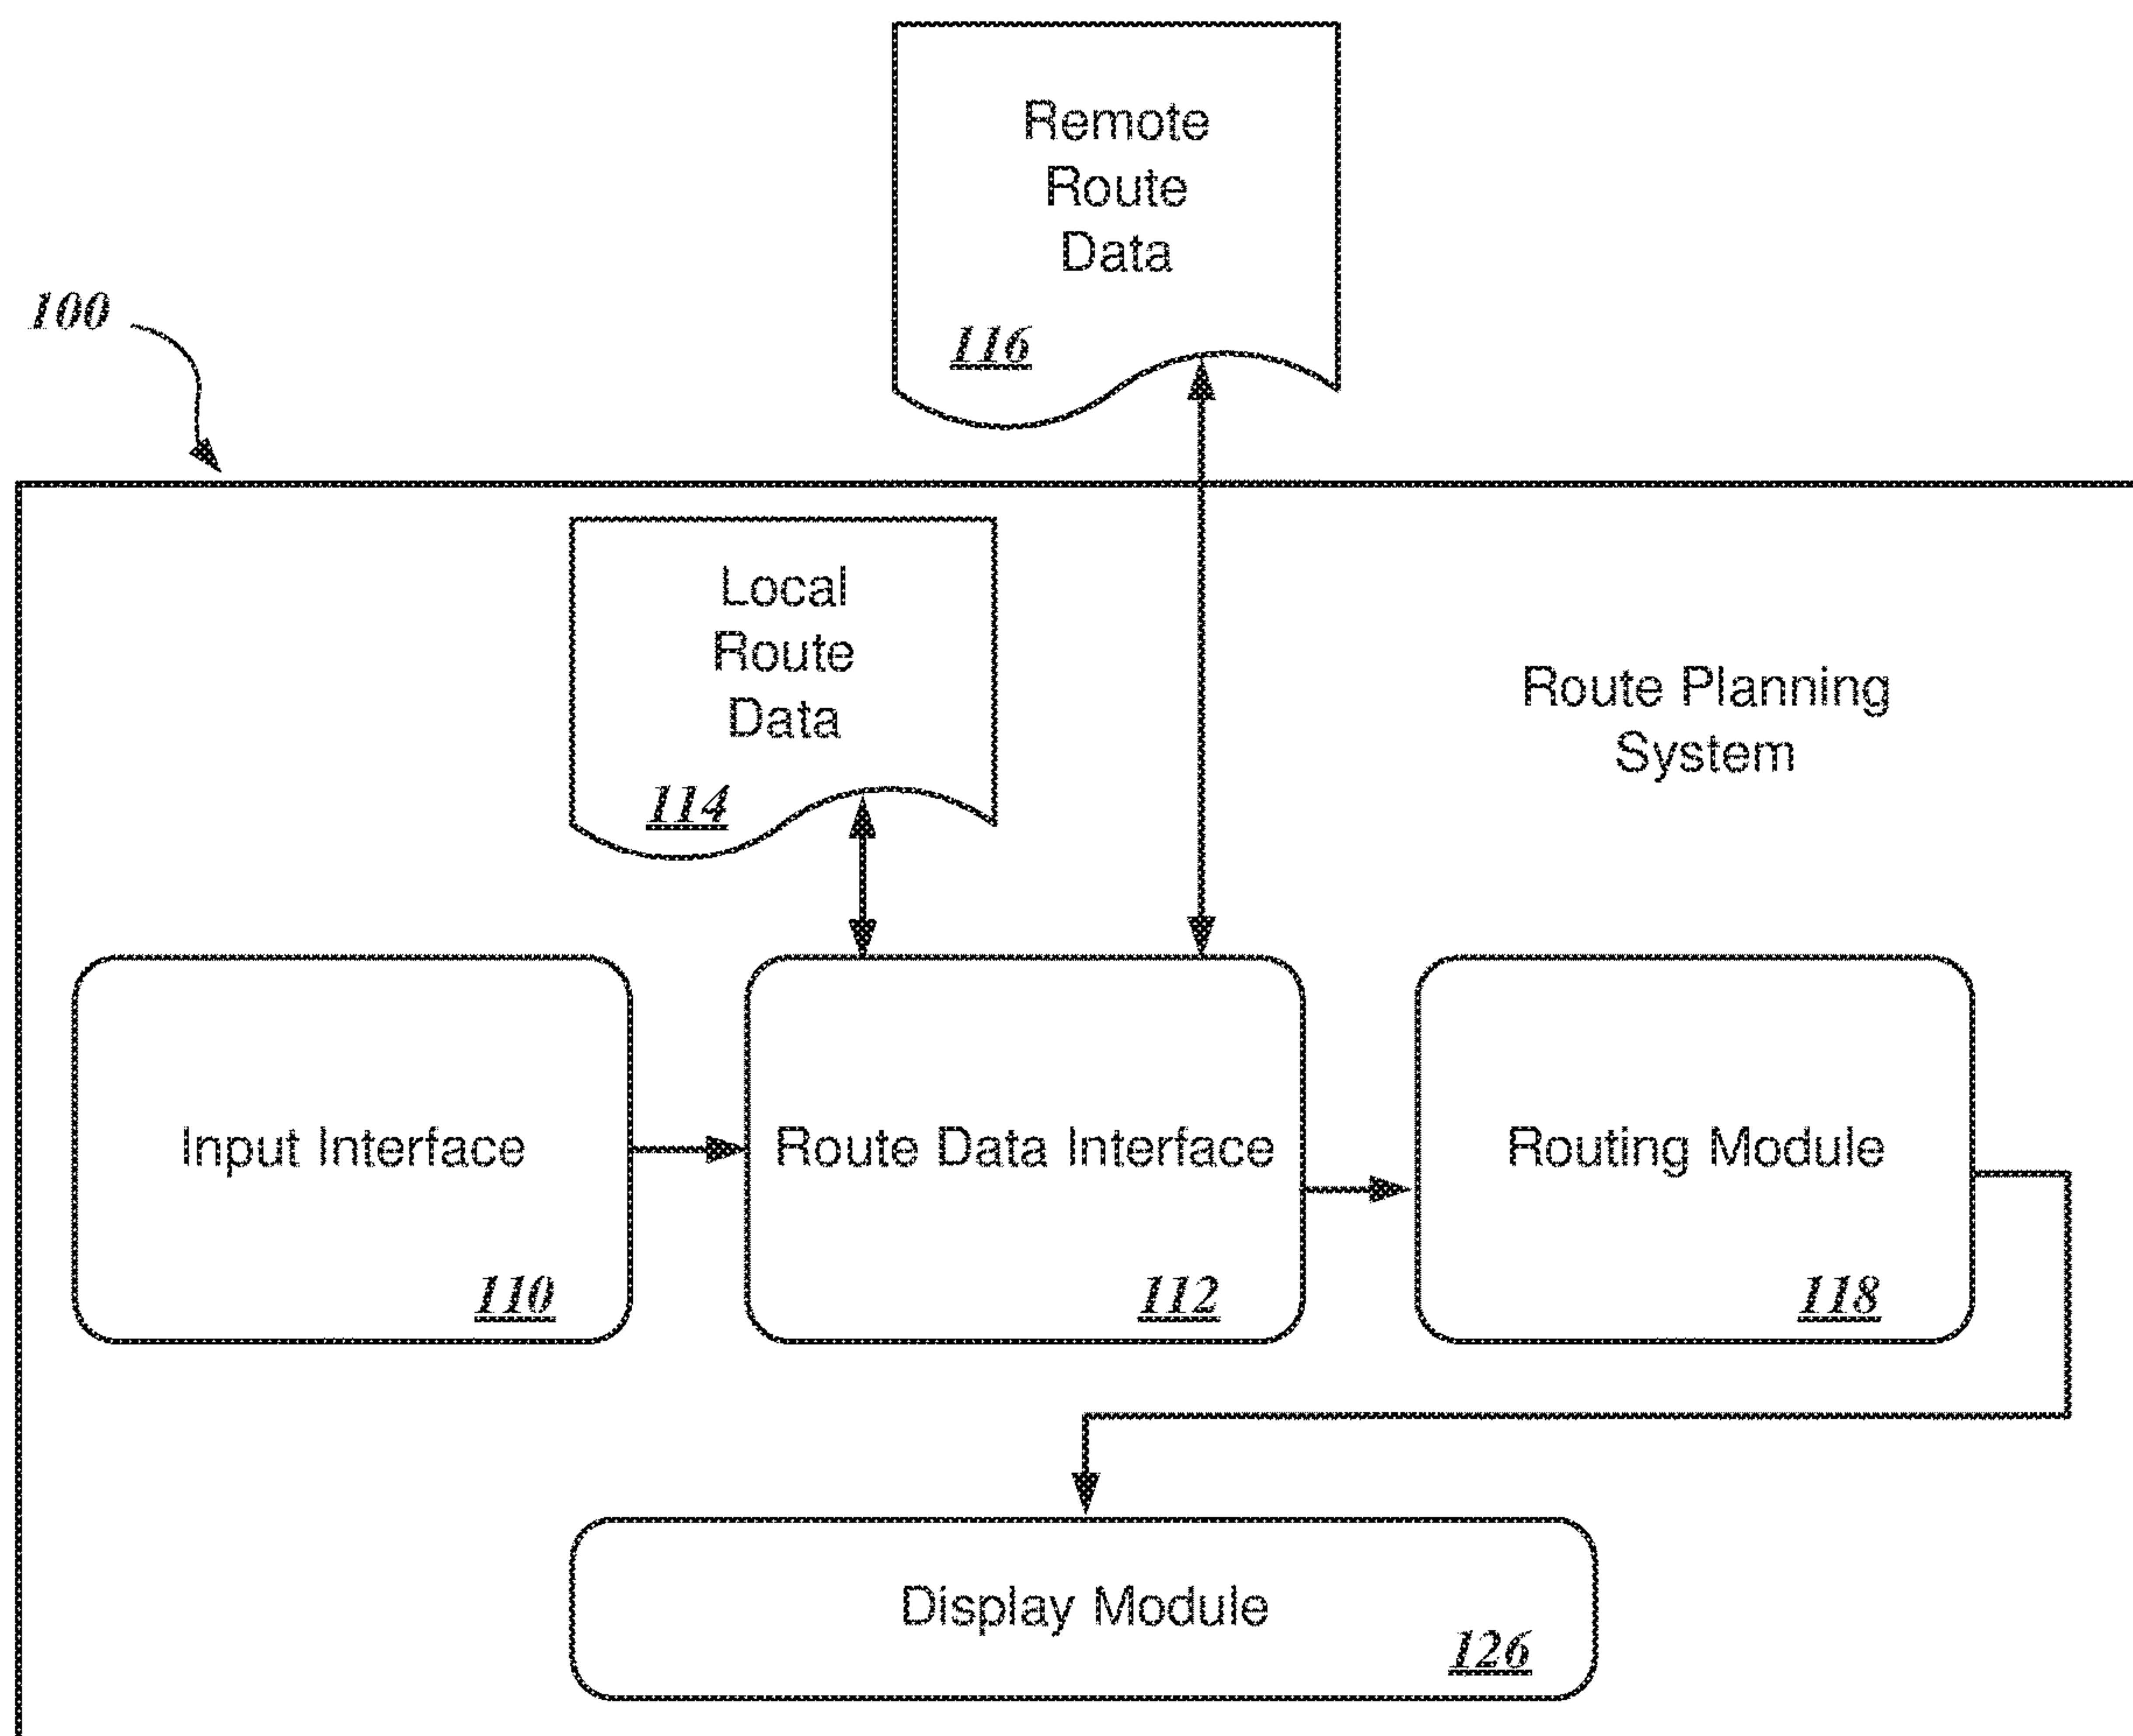 Remote
Route
Data
116
100
Local
Route
Data
114
Route Planning
System
Input Interface
110
Route Data Interface
112
Routing Module
118
Display Module
126